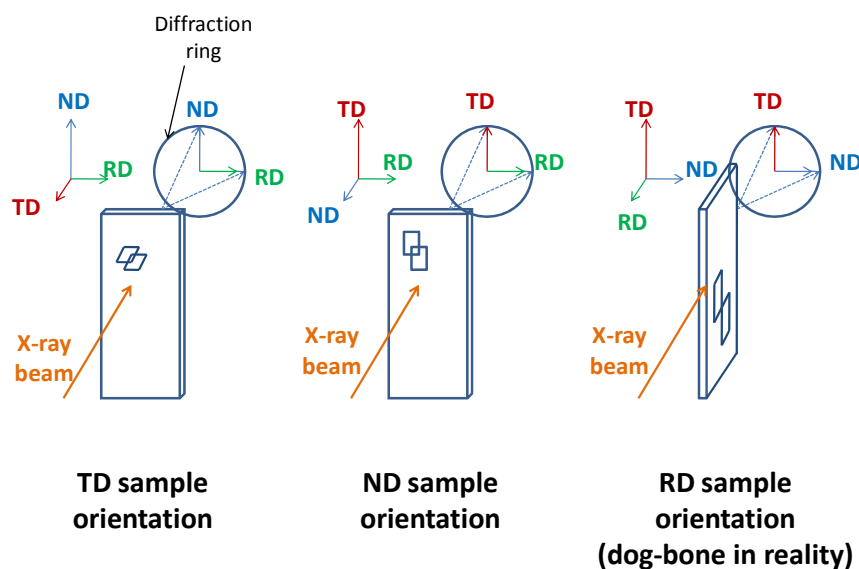 Diffraction
ring
ND
ND
RD
RD
TD
TD
TD
RD
RD
ND
TD
TD
ND
ND
RD
X-ray
beam
X-ray
beam
X-ray
beam
TD sample
orientation
ND sample
orientation
RD sample
orientation
(dog-bone in reality)